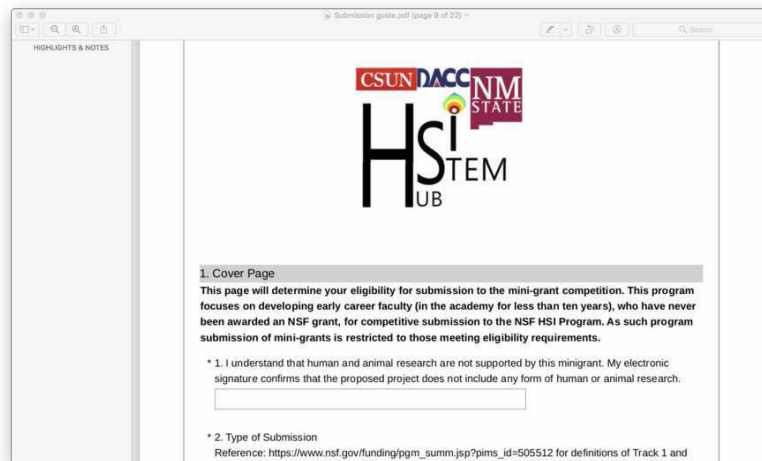 Submission guide.pdf (page 9 of 22)
Search
HIGHLIGHTS & NOTES
CSUN DACC NM
STATE
HSi
STEM
HUB
1. Cover Page
This page will determine your eligibility for submission to the mini-grant competition. This program
focuses on developing early career faculty (in the academy for less than ten years), who have never
been awarded an NSF grant, for competitive submission to the NSF HSI Program. As such program
submission of mini-grants is restricted to those meeting eligibility requirements.
* 1. I understand that human and animal research are not supported by this minigrant. My electronic
signature confirms that the proposed project does not include any form of human or animal research.
* 2. Type of Submission
Reference: https://www.nsf.gov/funding/pgm_summ.jsp?pims_id=505512 for definitions of Track 1 and